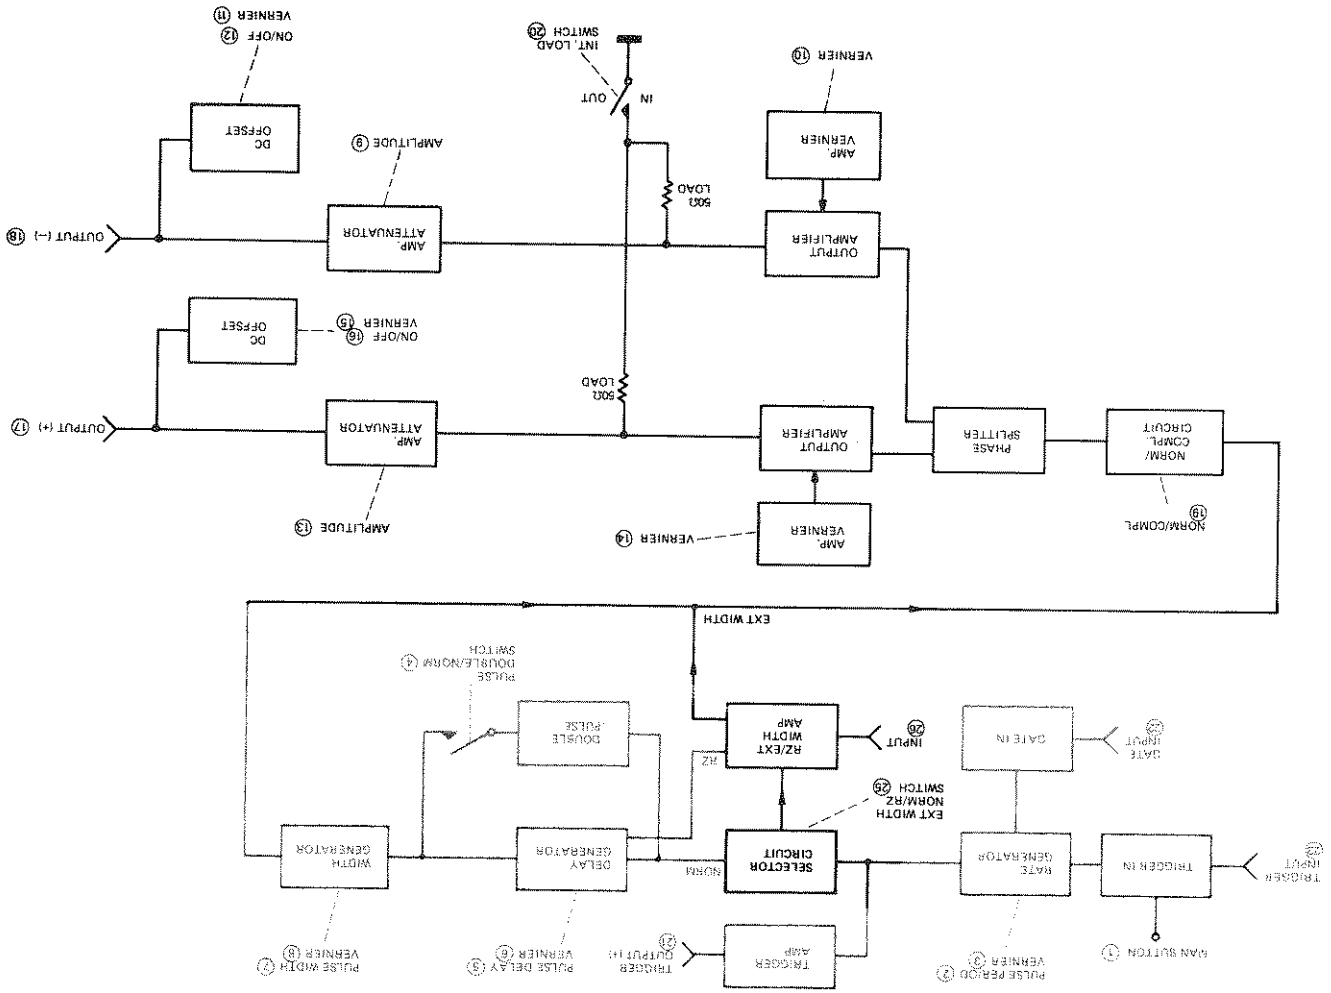 MAN BUTTON ①
PULSE PERIOD ②
VERNIER ③
TRIGGER
INPUT
TRIGGER IN
RATE
GENERATOR
GATE
INPUT
GATE IN
TRIGGER
AMP
TRIGGER
OUTPUT (+)
㉑
SELECTOR
CIRCUIT
EXT WIDTH
NORM/RZ
SWITCH ㉕
INPUT
㉖
RZ/EXT
WIDTH
AMP
NORM
RZ
PULSE DELAY ⑤
VERNIER ⑥
DELAY
GENERATOR
DOUBLE
PULSE
PULSE
DOUBLE/NORM ④
SWITCH
PULSE WIDTH ⑦
VERNIER ⑧
WIDTH
GENERATOR
EXT WIDTH
NORM/COMPL
⑲
NORM/
COMPL.
CIRCUIT
PHASE
SPLITTER
AMP.
VERNIER
VERNIER ⑭
OUTPUT
AMPLIFIER
50Ω
LOAD
AMPLITUDE ⑬
AMP.
ATTENUATOR
OUTPUT (+) ⑰
DC
OFFSET
ON/OFF ⑯
VERNIER ⑮
OUTPUT
AMPLIFIER
AMP.
VERNIER
VERNIER ⑩
50Ω
LOAD
IN
OUT
INT. LOAD
SWITCH ⑳
AMP.
ATTENUATOR
AMPLITUDE ⑨
OUTPUT (−) ⑱
DC
OFFSET
ON/OFF ⑫
VERNIER ⑪